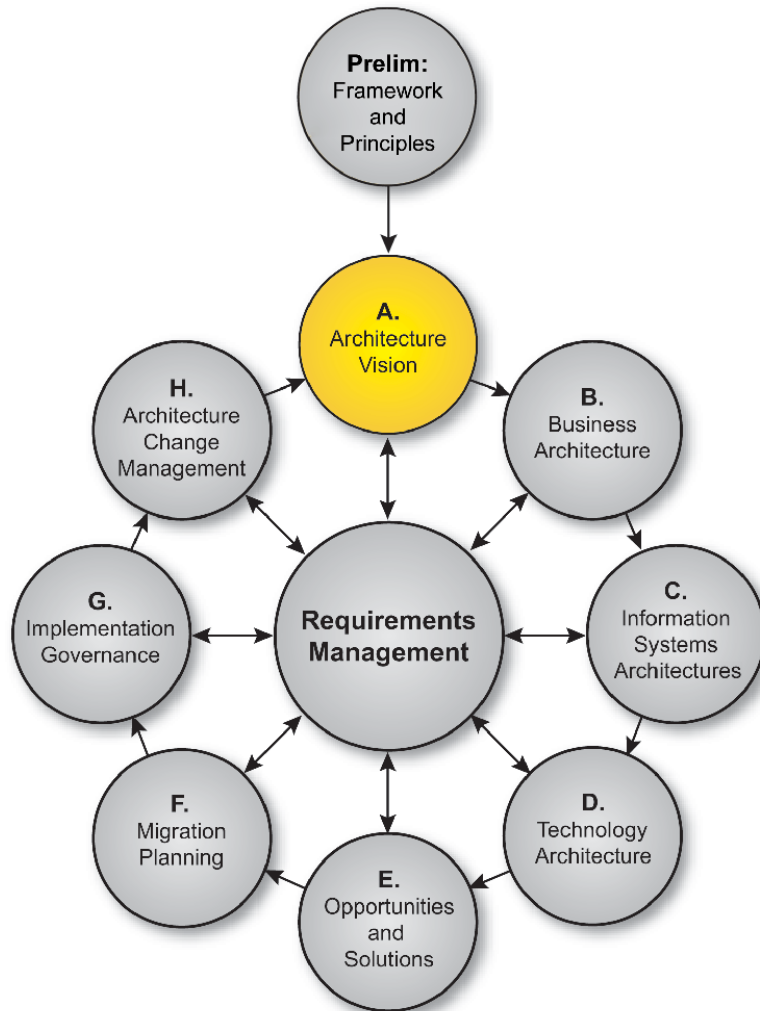 Prelim:
Framework
and
Principles
A.
Architecture
Vision
B.
Business
Architecture
C.
Information
Systems
Architectures
D.
Technology
Architecture
E.
Opportunities
and
Solutions
F.
Migration
Planning
G.
Implementation
Governance
H.
Architecture
Change
Management
Requirements
Management